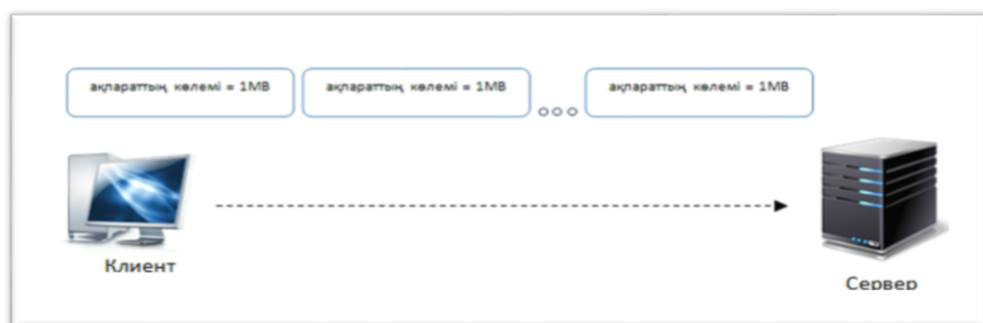 ақпараттың көлемі = 1MB
ақпараттың көлемі = 1MB
ақпараттың көлемі = 1MB
Клиент
Сервер